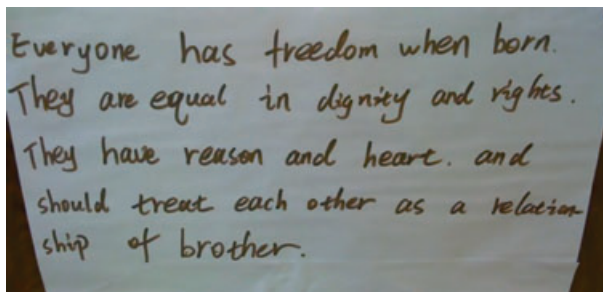 Everyone has freedom when born.
They are equal in dignity and rights.
They have reason and heart. and
should treat each other as a relation-
ship of brother.